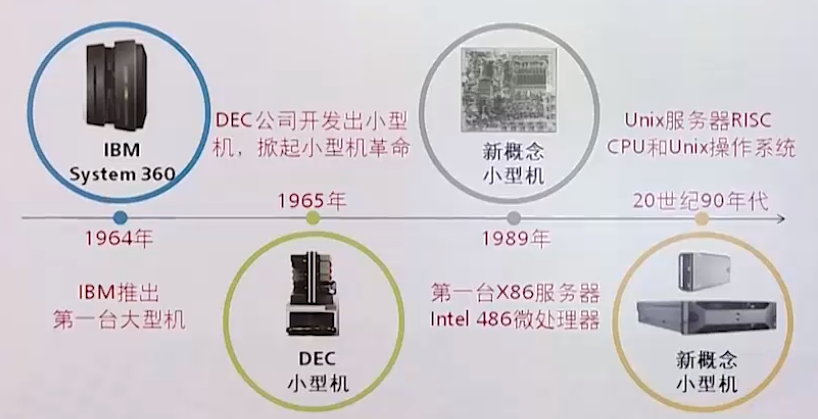 IBM
System 360
1964年
IBM推出
第一台大型机
DEC公司开发出小型
机，掀起小型机革命
1965年
DEC
小型机
新概念
小型机
1989年
第一台X86服务器
Intel 486微处理器
Unix服务器RISC
CPU和Unix操作系统
20世纪90年代
新概念
小型机